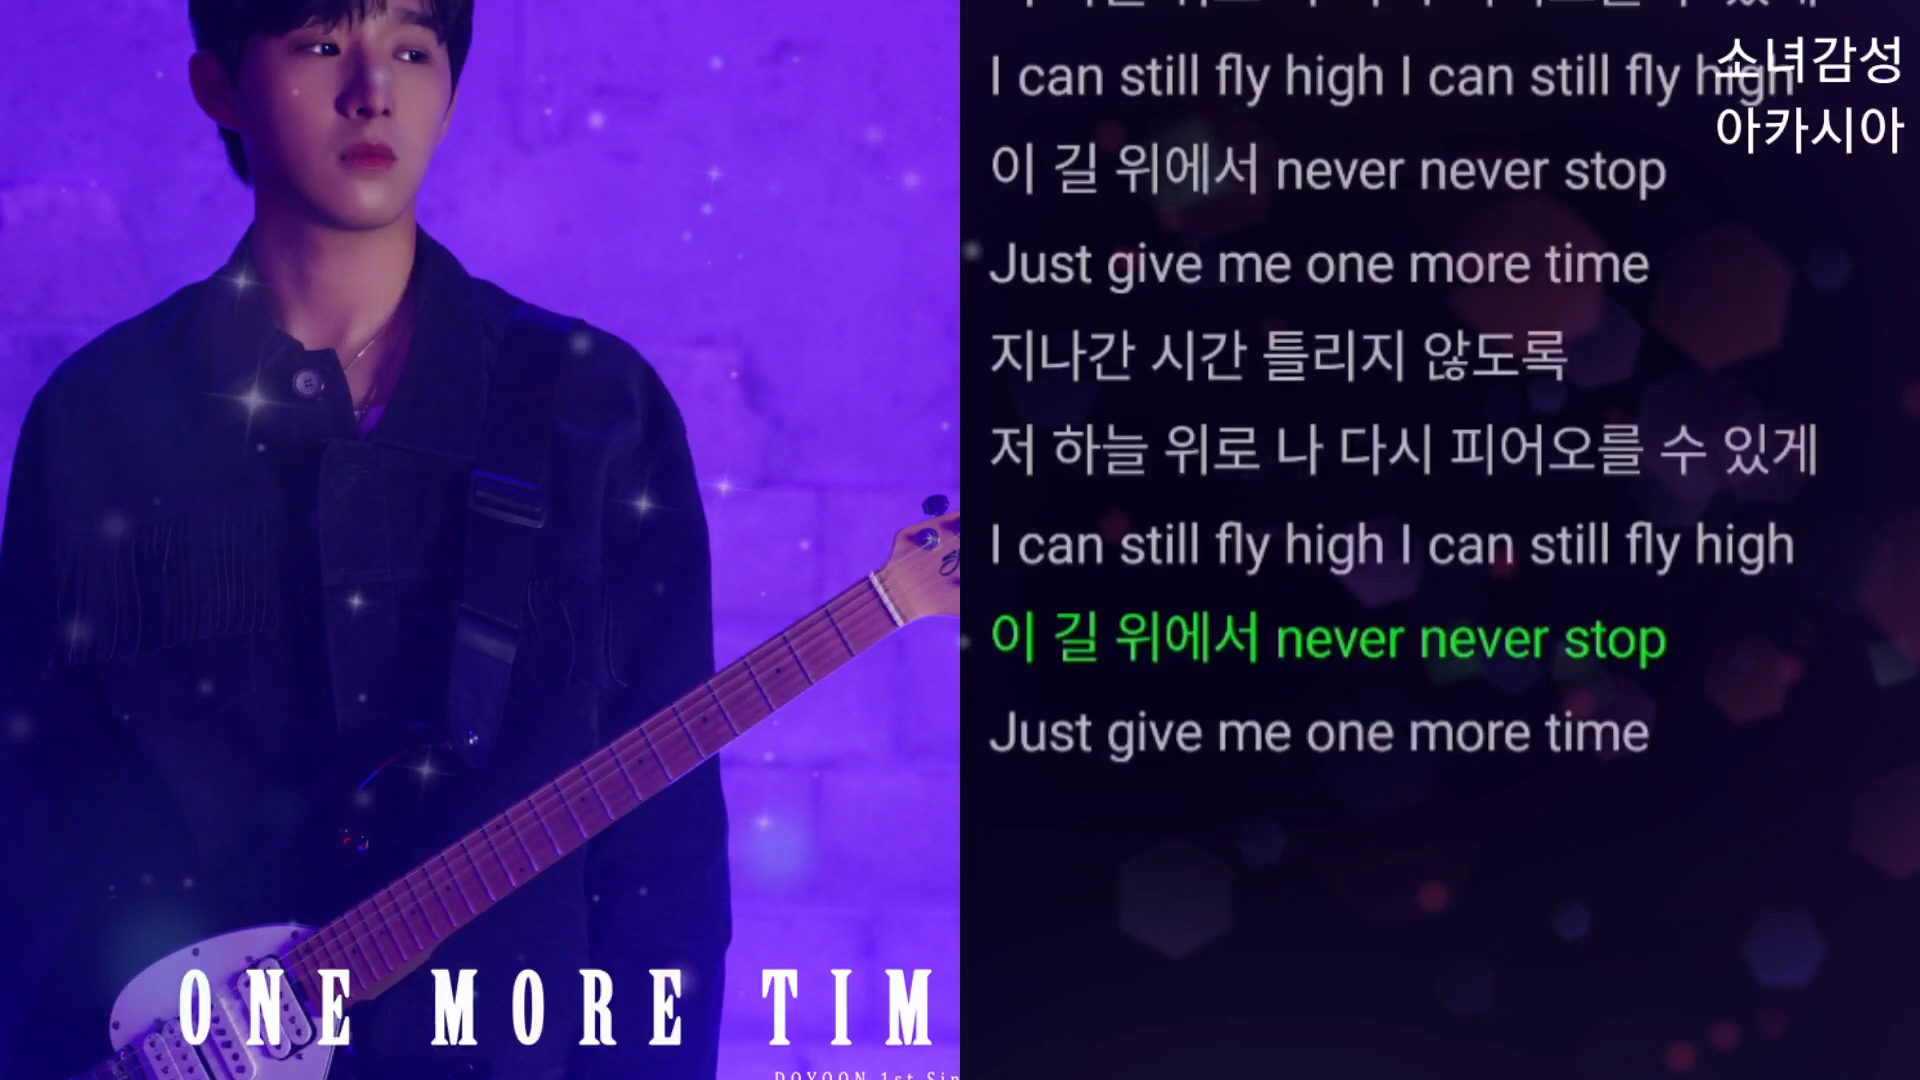 ONE MORE TIM
DOYOON 1st Sin
I can still fly high I can still fly high
이 길 위에서 never never stop
Just give me one more time
지나간 시간 틀리지 않도록
저 하늘 위로 나 다시 피어오를 수 있게
I can still fly high I can still fly high
이 길 위에서 never never stop
Just give me one more time
소녀감성
아카시아